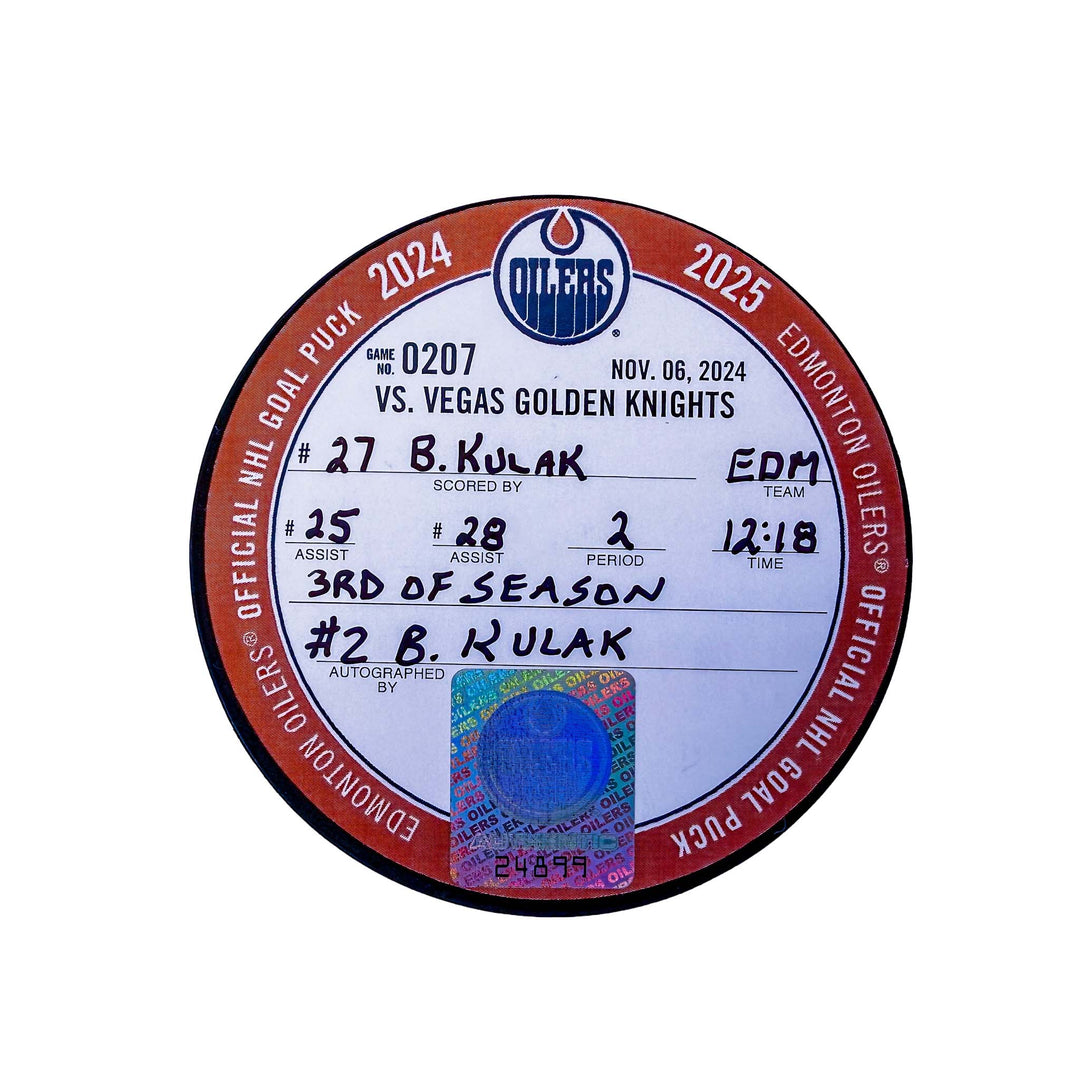 2024
2025
EDMONTON OILERS® OFFICIAL NHL GOAL PUCK
EDMONTON OILERS® OFFICIAL NHL GOAL PUCK
OILERS ®
GAME NO. 0207
NOV. 06, 2024
VS. VEGAS GOLDEN KNIGHTS
# 27 B. KULAK EDM
SCORED BY TEAM
# 25 # 28 2 12:18
ASSIST ASSIST PERIOD TIME
3RD OF SEASON
#2 B. KULAK
AUTOGRAPHED
BY
OILERS
AUTHENTIC
24899